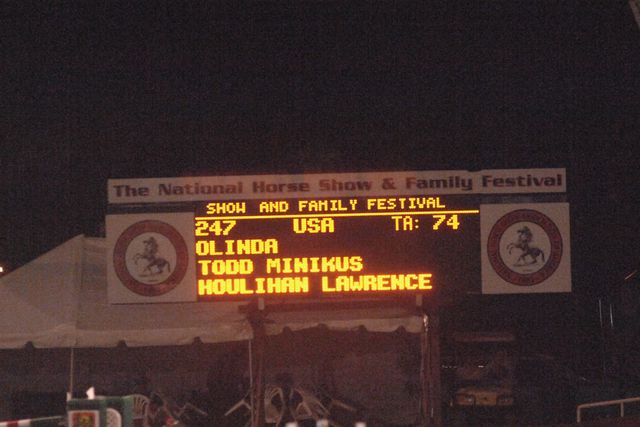 The National Horse Show & Family Festival
SHOW AND FAMILY FESTIVAL
247 USA TA: 74
OLINDA
TODD MINIKUS
HOULIHAN LAWRENCE